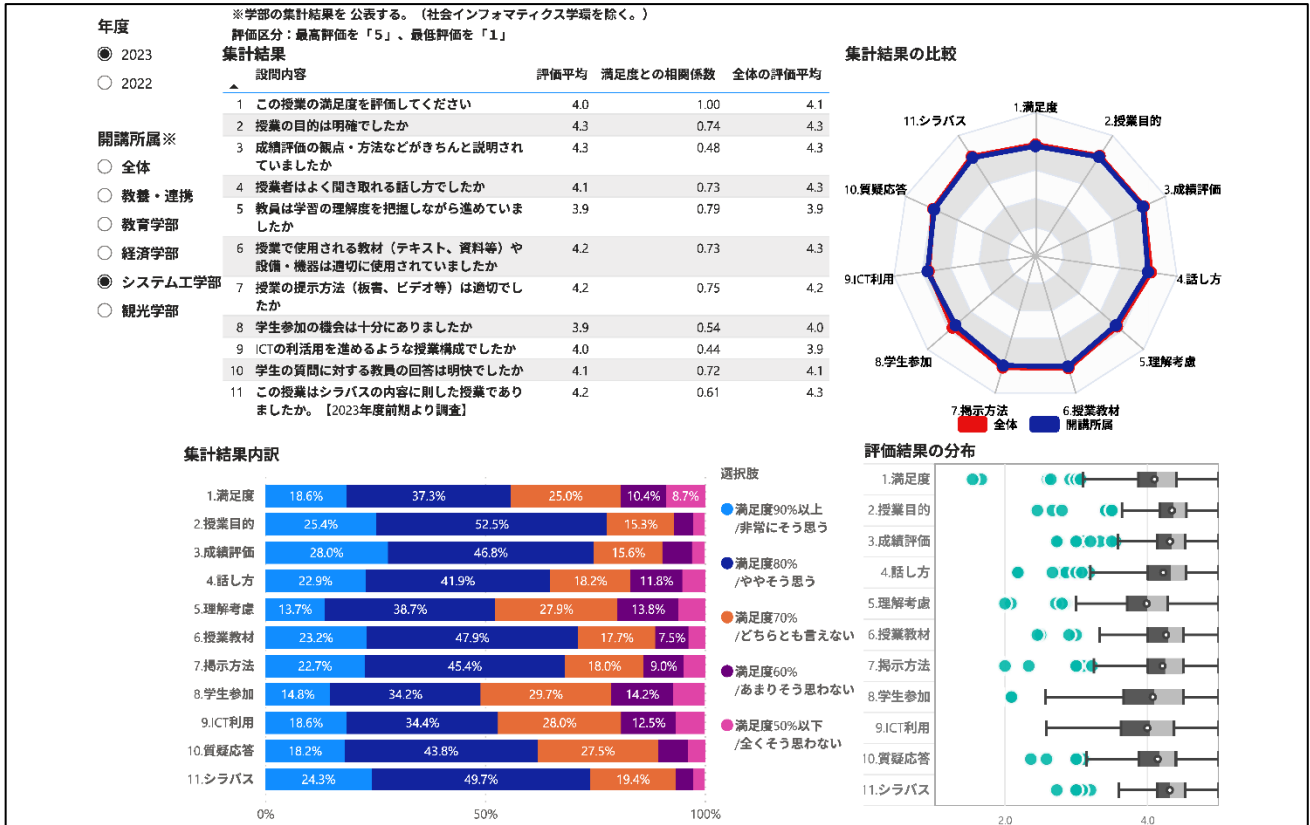 ※学部の集計結果を 公表する。（社会インフォマティクス学環を除く。）
評価区分：最高評価を「５」、最低評価を「１」
年度
2023
2022
開講所属※
全体
教養・連携
教育学部
経済学部
システム工学部
観光学部
集計結果
設問内容 評価平均 満足度との相関係数 全体の評価平均
1 この授業の満足度を評価してください 4.0 1.00 4.1
2 授業の目的は明確でしたか 4.3 0.74 4.3
3 成績評価の観点・方法などがきちんと説明され 4.3 0.48 4.3
ていましたか
4 授業者はよく聞き取れる話し方でしたか 4.1 0.73 4.3
5 教員は学習の理解度を把握しながら進めていま 3.9 0.79 3.9
したか
6 授業で使用される教材（テキスト、資料等）や 4.2 0.73 4.3
設備・機器は適切に使用されていましたか
7 授業の提示方法（板書、ビデオ等）は適切でし 4.2 0.75 4.2
たか
8 学生参加の機会は十分にありましたか 3.9 0.54 4.0
9 ICTの利活用を進めるような授業構成でしたか 4.0 0.44 3.9
10 学生の質問に対する教員の回答は明快でしたか 4.1 0.72 4.1
11 この授業はシラバスの内容に則した授業であり 4.2 0.61 4.3
ましたか。【2023年度前期より調査】
集計結果の比較
1.満足度
2.授業目的
3.成績評価
4.話し方
5.理解考慮
6.授業教材
7.掲示方法
8.学生参加
9.ICT利用
10.質疑応答
11.シラバス
全体 開講所属
集計結果内訳
1.満足度 18.6% 37.3% 25.0% 10.4% 8.7%
2.授業目的 25.4% 52.5% 15.3%
3.成績評価 28.0% 46.8% 15.6%
4.話し方 22.9% 41.9% 18.2% 11.8%
5.理解考慮 13.7% 38.7% 27.9% 13.8%
6.授業教材 23.2% 47.9% 17.7% 7.5%
7.掲示方法 22.7% 45.4% 18.0% 9.0%
8.学生参加 14.8% 34.2% 29.7% 14.2%
9.ICT利用 18.6% 34.4% 28.0% 12.5%
10.質疑応答 18.2% 43.8% 27.5%
11.シラバス 24.3% 49.7% 19.4%
0% 50% 100%
選択肢
満足度90%以上
/非常にそう思う
満足度80%
/ややそう思う
満足度70%
/どちらとも言えない
満足度60%
/あまりそう思わない
満足度50%以下
/全くそう思わない
評価結果の分布
1.満足度
2.授業目的
3.成績評価
4.話し方
5.理解考慮
6.授業教材
7.掲示方法
8.学生参加
9.ICT利用
10.質疑応答
11.シラバス
2.0 4.0